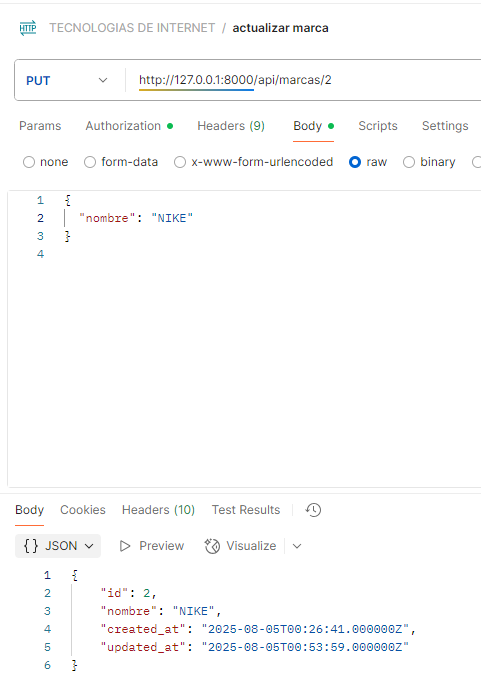 HTTP TECNOLOGIAS DE INTERNET / actualizar marca
PUT http://127.0.0.1:8000/api/marcas/2
Params Authorization Headers (9) Body Scripts Settings
none form-data x-www-form-urlencoded raw binary
1 {
2 "nombre": "NIKE"
3 }
4
Body Cookies Headers (10) Test Results
{} JSON Preview Visualize
1 {
2 "id": 2,
3 "nombre": "NIKE",
4 "created_at": "2025-08-05T00:26:41.000000Z",
5 "updated_at": "2025-08-05T00:53:59.000000Z"
6 }